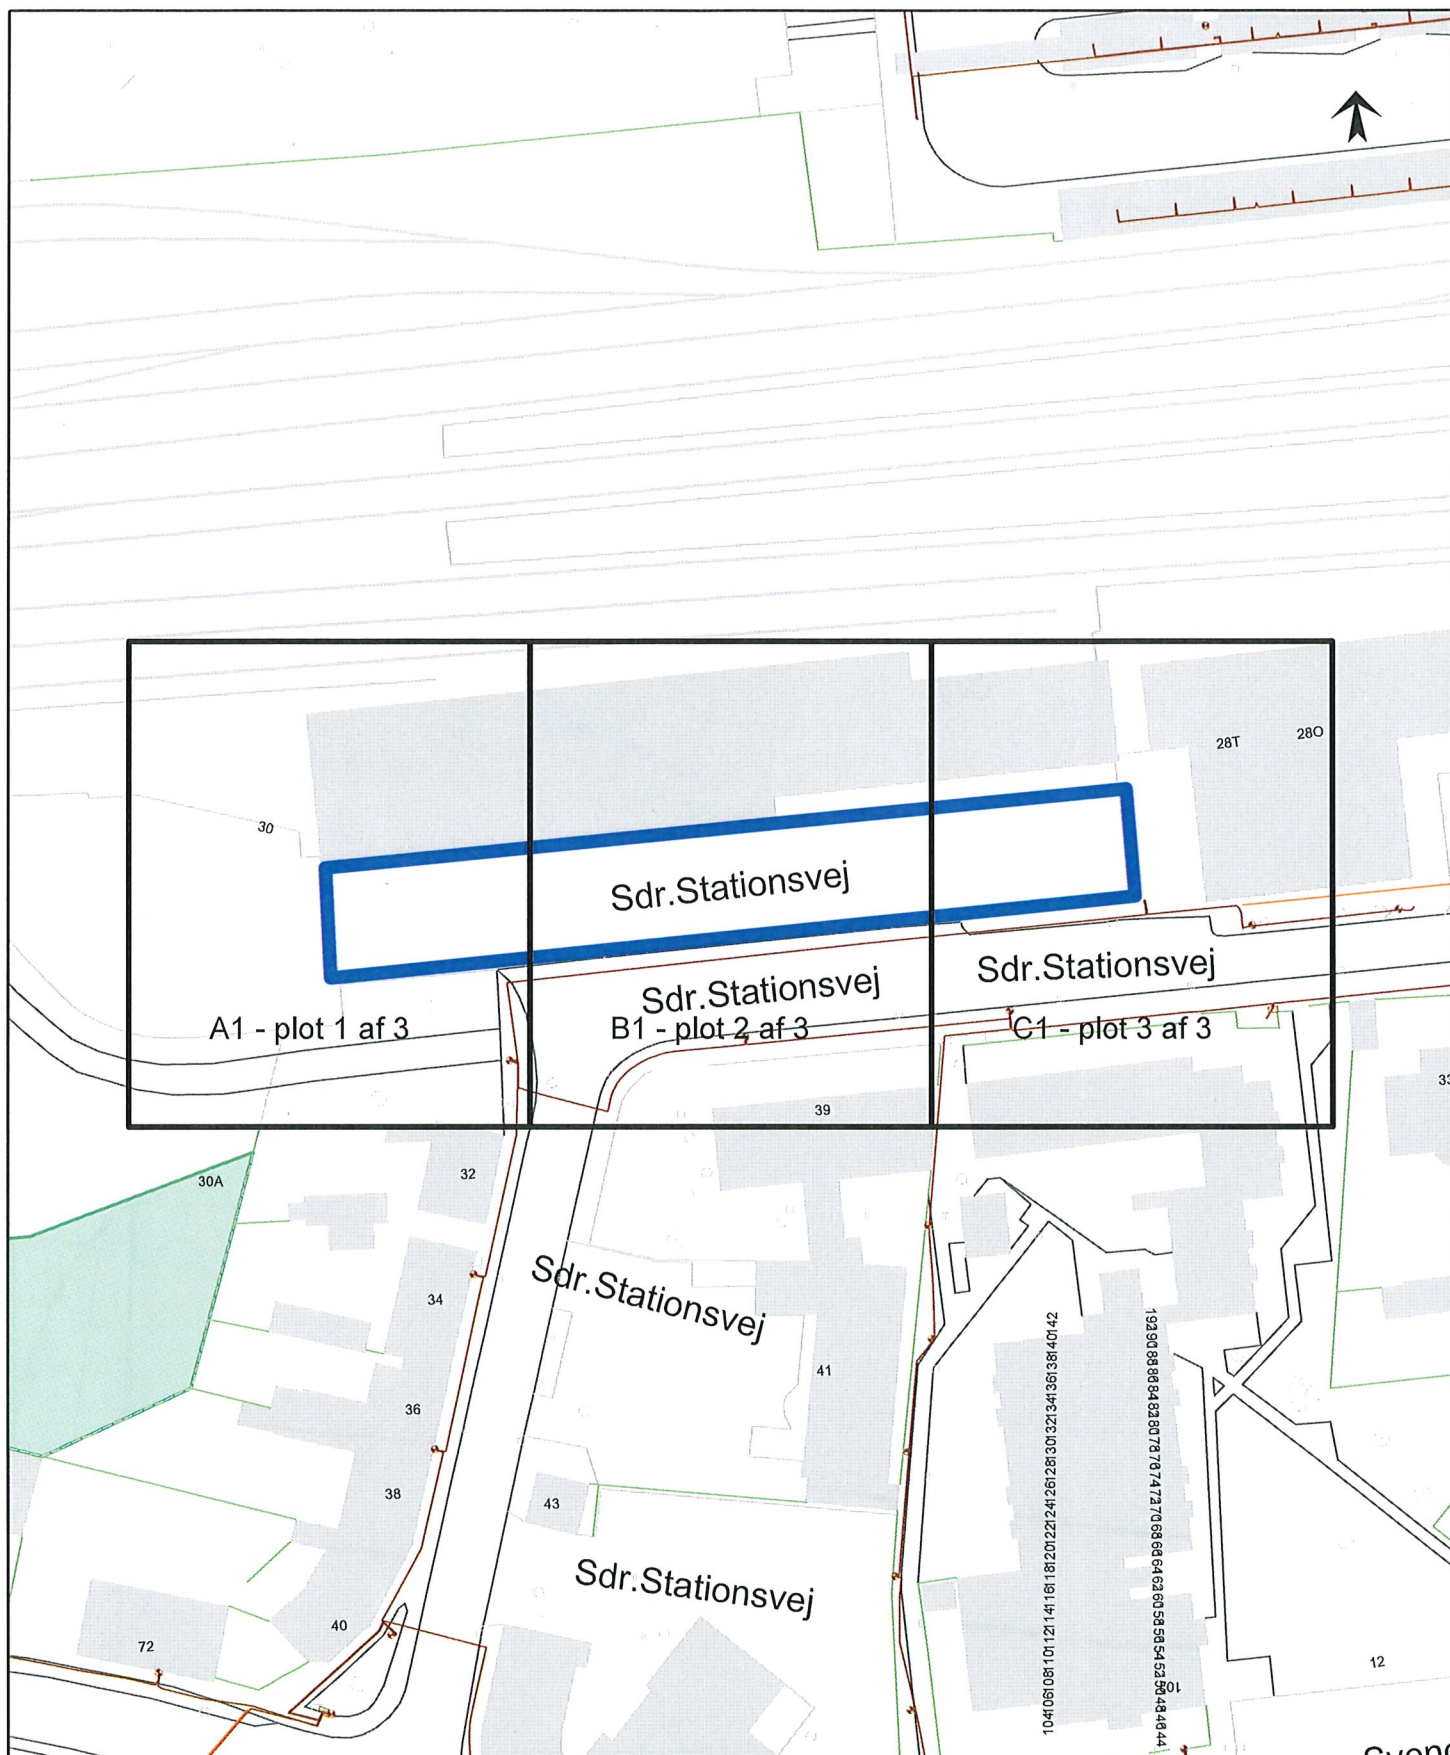 28T
28O
30
Sdr.Stationsvej
Sdr.Stationsvej
Sdr.Stationsvej
A1 - plot 1 af 3
B1 - plot 2 af 3
C1 - plot 3 af 3
39
32
30A
Sdr.Stationsvej
34
41
36
38
43
Sdr.Stationsvej
40
72
12